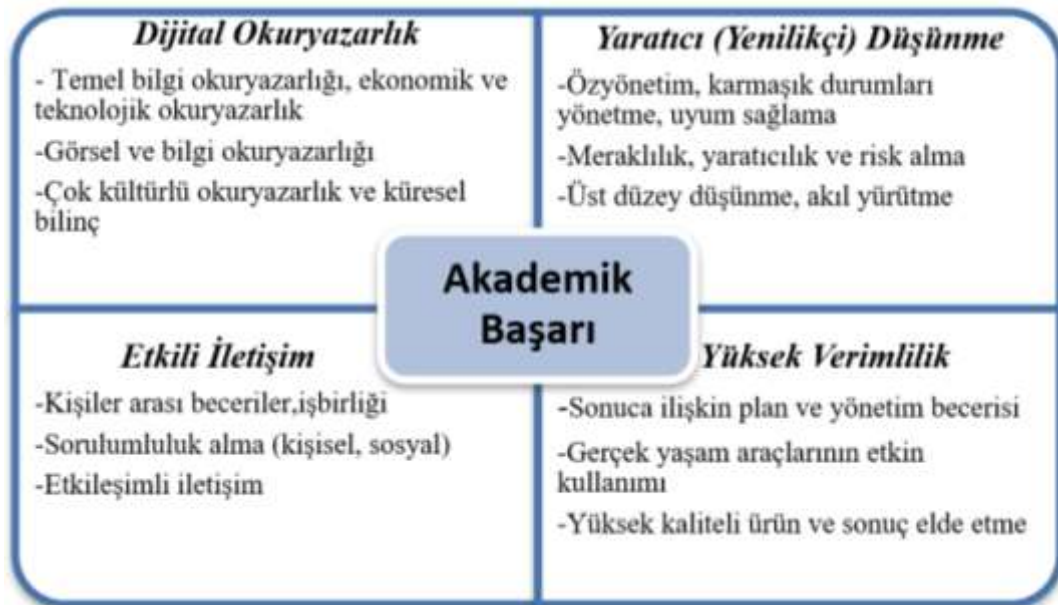 Dijital Okuryazarlık
- Temel bilgi okuryazarlığı, ekonomik ve
teknolojik okuryazarlık
-Görsel ve bilgi okuryazarlığı
-Çok kültürlü okuryazarlık ve küresel
bilinç
Yaratıcı (Yenilikçi) Düşünme
-Özyönetim, karmaşık durumları
yönetme, uyum sağlama
-Meraklılık, yaratıcılık ve risk alma
-Üst düzey düşünme, akıl yürütme
Akademik
Başarı
Etkili İletişim
-Kişiler arası beceriler,işbirliği
-Sorulumluluk alma (kişisel, sosyal)
-Etkileşimli iletişim
Yüksek Verimlilik
-Sonuca ilişkin plan ve yönetim becerisi
-Gerçek yaşam araçlarının etkin
kullanımı
-Yüksek kaliteli ürün ve sonuç elde etme